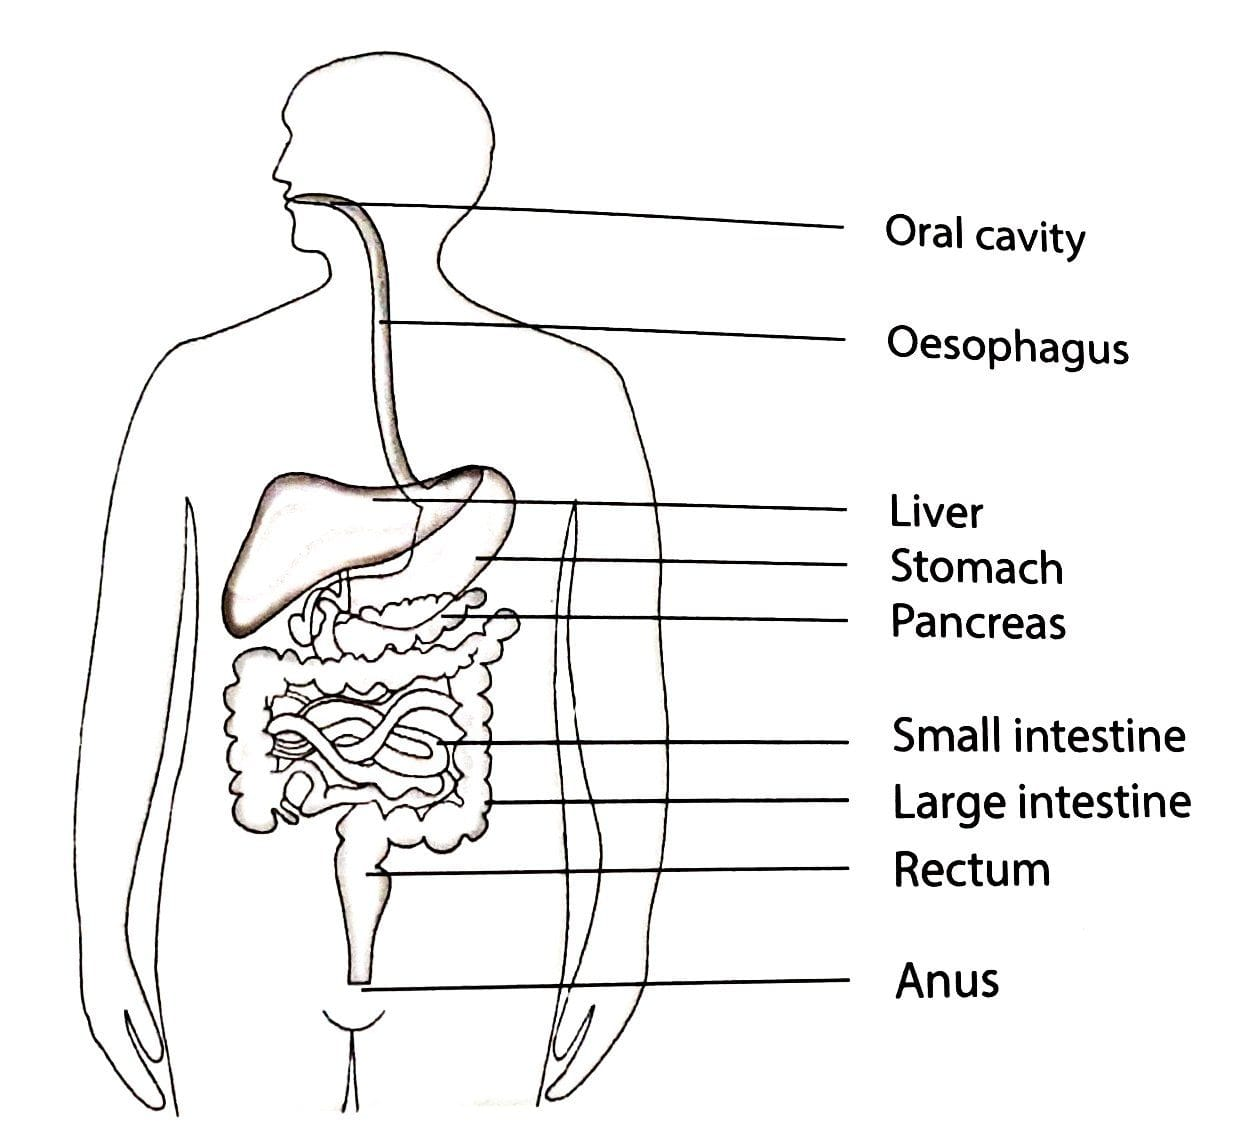 Oral cavity
Oesophagus
Liver
Stomach
Pancreas
Small intestine
Large intestine
Rectum
Anus